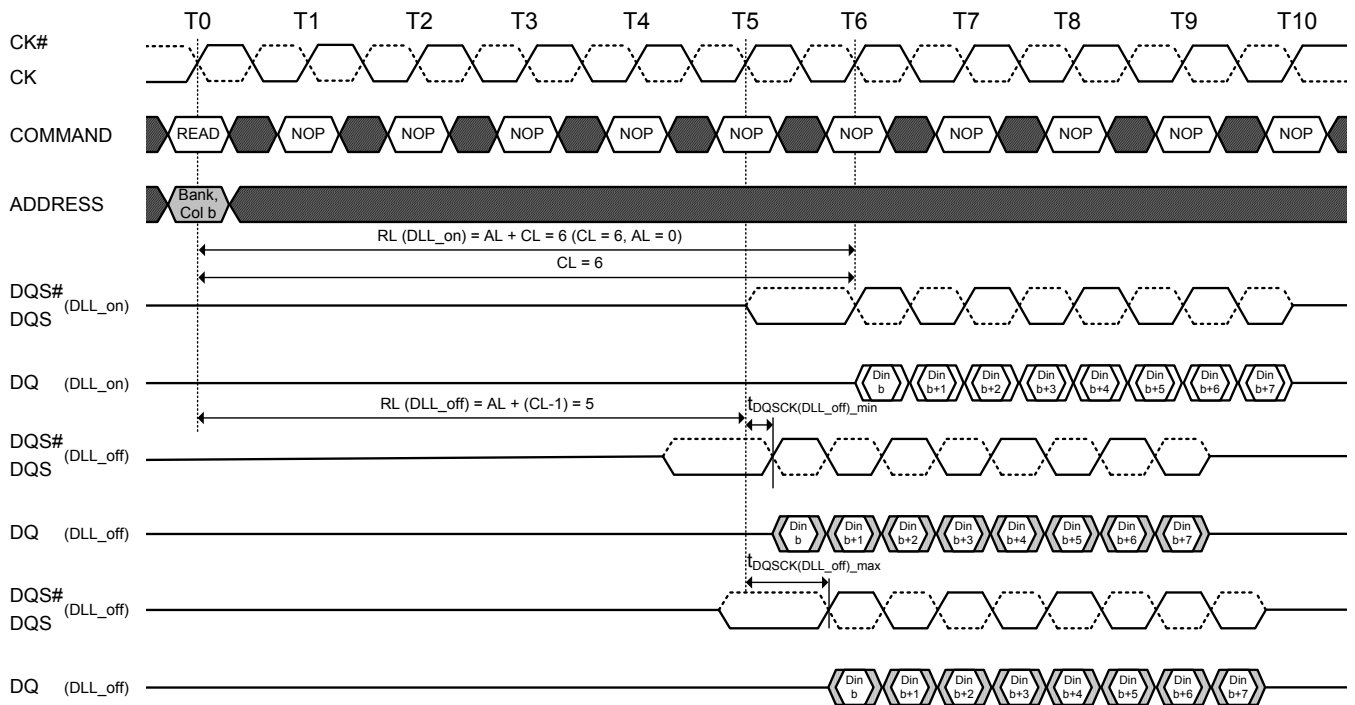 T0 T1 T2 T3 T4 T5 T6 T7 T8 T9 T10
CK#
CK
COMMAND READ NOP NOP NOP NOP NOP NOP NOP NOP NOP NOP
ADDRESS Bank,
Col b
RL (DLL_on) = AL + CL = 6 (CL = 6, AL = 0)
CL = 6
DQS# (DLL_on)
DQS
DQ (DLL_on) Din b Din b+1 Din b+2 Din b+3 Din b+4 Din b+5 Din b+6 Din b+7
RL (DLL_off) = AL + (CL-1) = 5 tDQSCK(DLL_off)_min
DQS# (DLL_off)
DQS
DQ (DLL_off) Din b Din b+1 Din b+2 Din b+3 Din b+4 Din b+5 Din b+6 Din b+7
tDQSCK(DLL_off)_max
DQS# (DLL_off)
DQS
DQ (DLL_off) Din b Din b+1 Din b+2 Din b+3 Din b+4 Din b+5 Din b+6 Din b+7